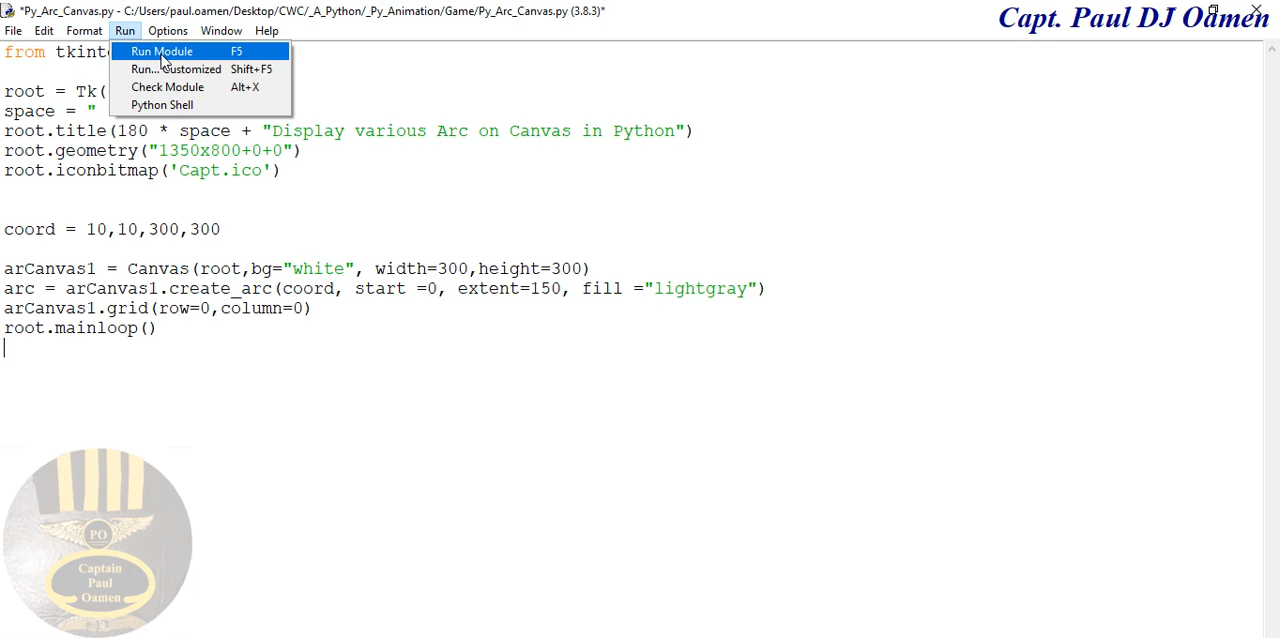 *Py_Arc_Canvas.py - C:/Users/paul.oamen/Desktop/CWC/_A_Python/_Py_Animation/Game/Py_Arc_Canvas.py (3.8.3)*
Capt. Paul DJ Oamen
File Edit Format Run Options Window Help
Run Module F5
Run... Customized Shift+F5
Check Module Alt+X
Python Shell
from tkint
root = Tk(
space = "
root.title(180 * space + "Display various Arc on Canvas in Python")
root.geometry("1350x800+0+0")
root.iconbitmap('Capt.ico')
coord = 10,10,300,300
arCanvas1 = Canvas(root,bg="white", width=300,height=300)
arc = arCanvas1.create_arc(coord, start =0, extent=150, fill ="lightgray")
arCanvas1.grid(row=0,column=0)
root.mainloop()
PO
Captain
Paul
Oamen